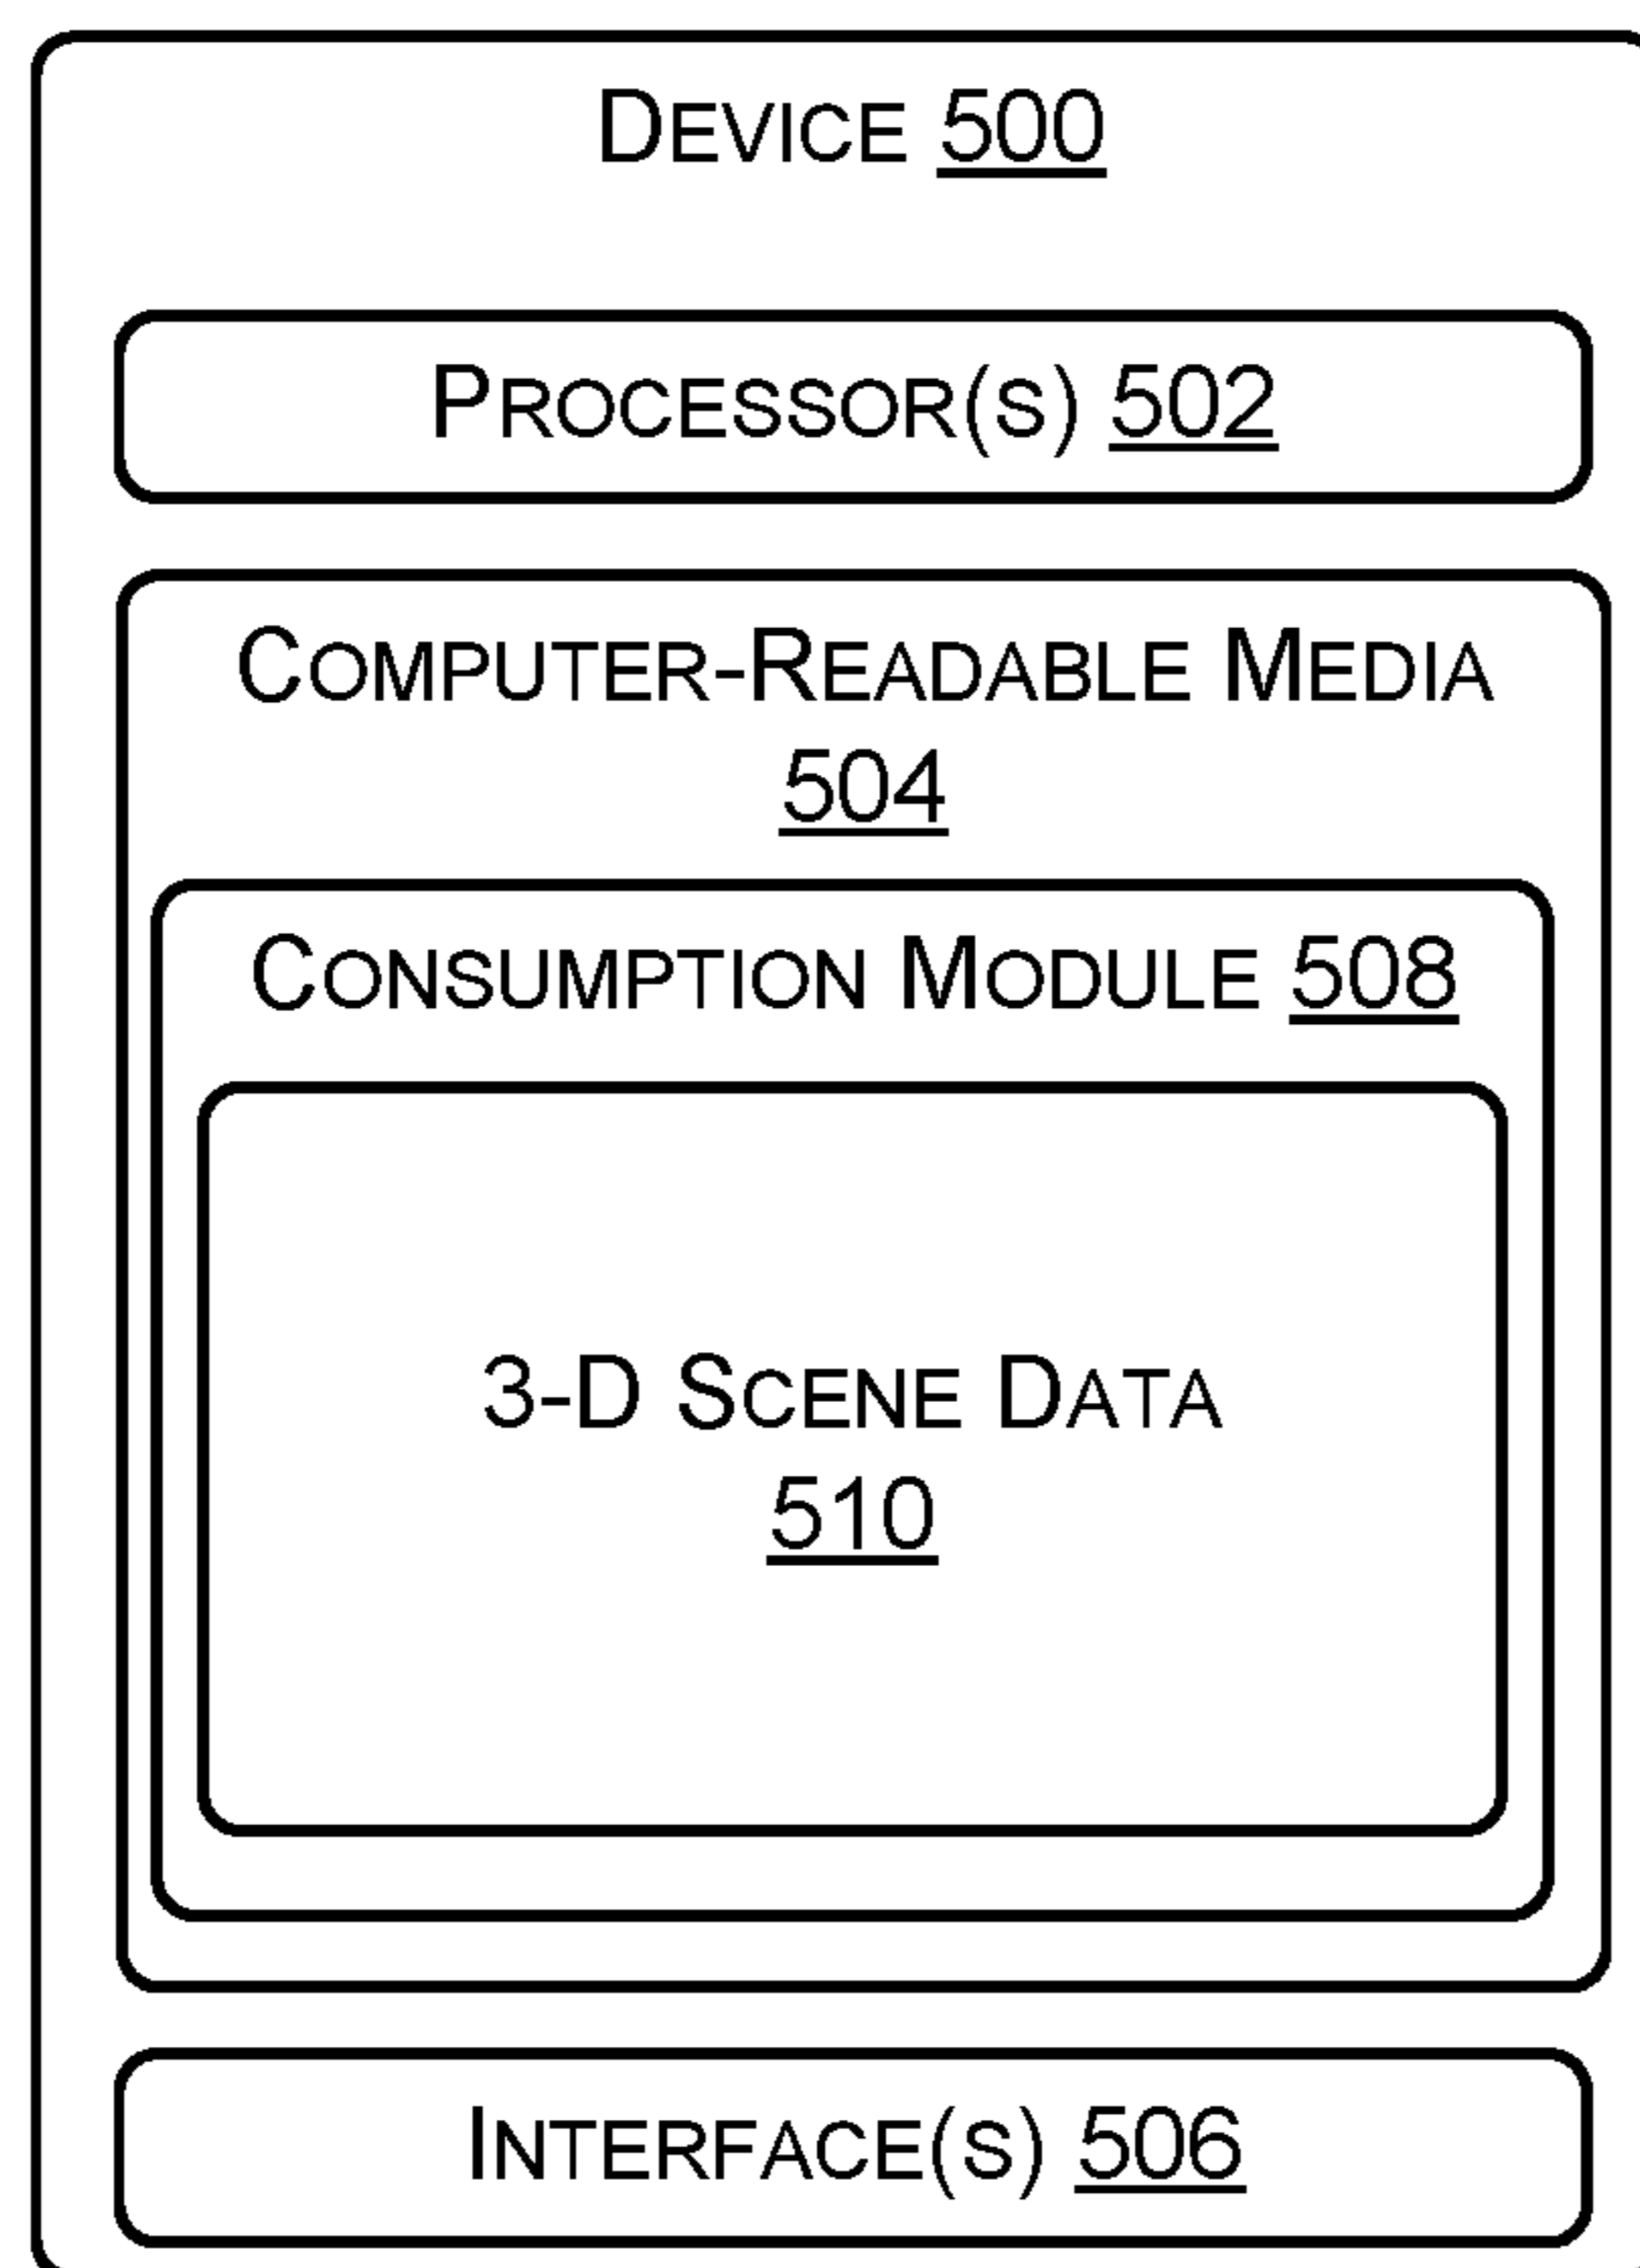 DEVICE 500
PROCESSOR(S) 502
COMPUTER-READABLE MEDIA
504
CONSUMPTION MODULE 508
3-D SCENE DATA
510
INTERFACE(S) 506